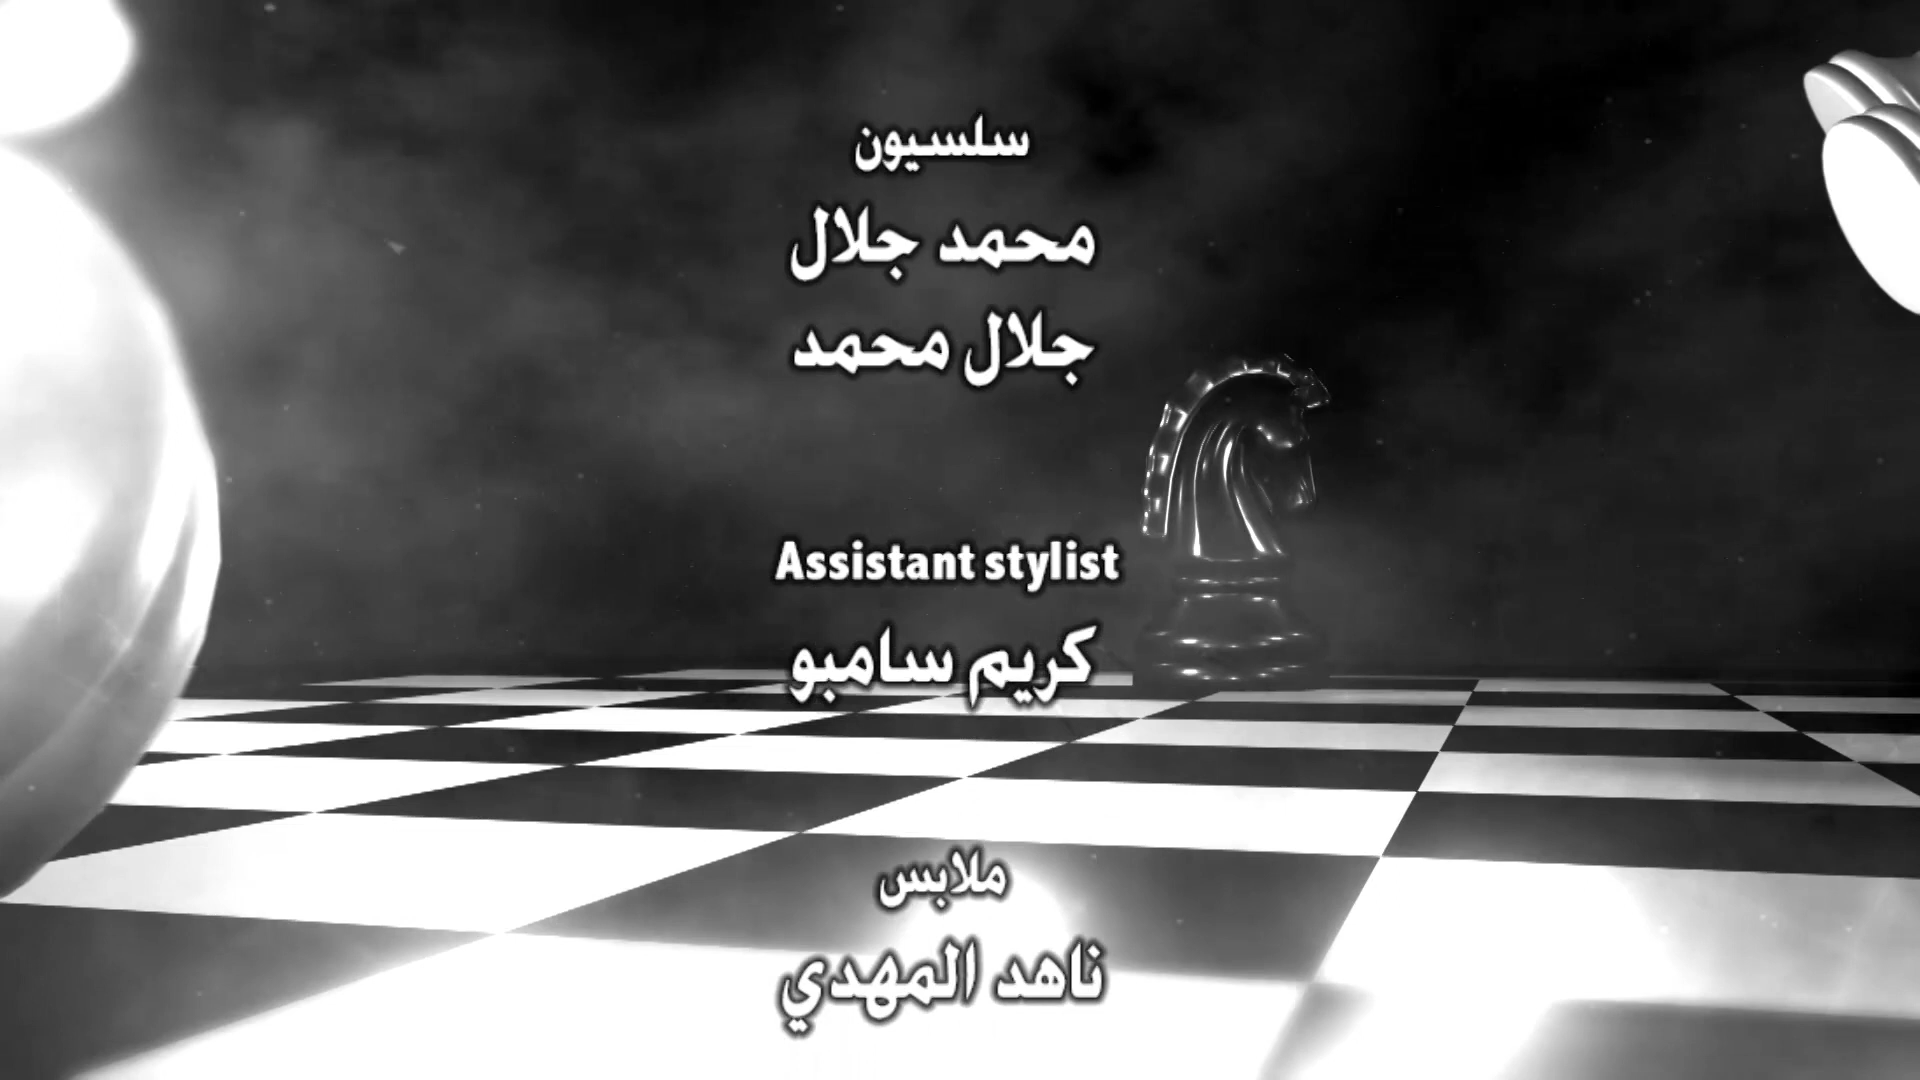 سلسيون
محمد جلال
جلال محمد
Assistant stylist
كريم سامبو
ملابس
ناهد المهدي